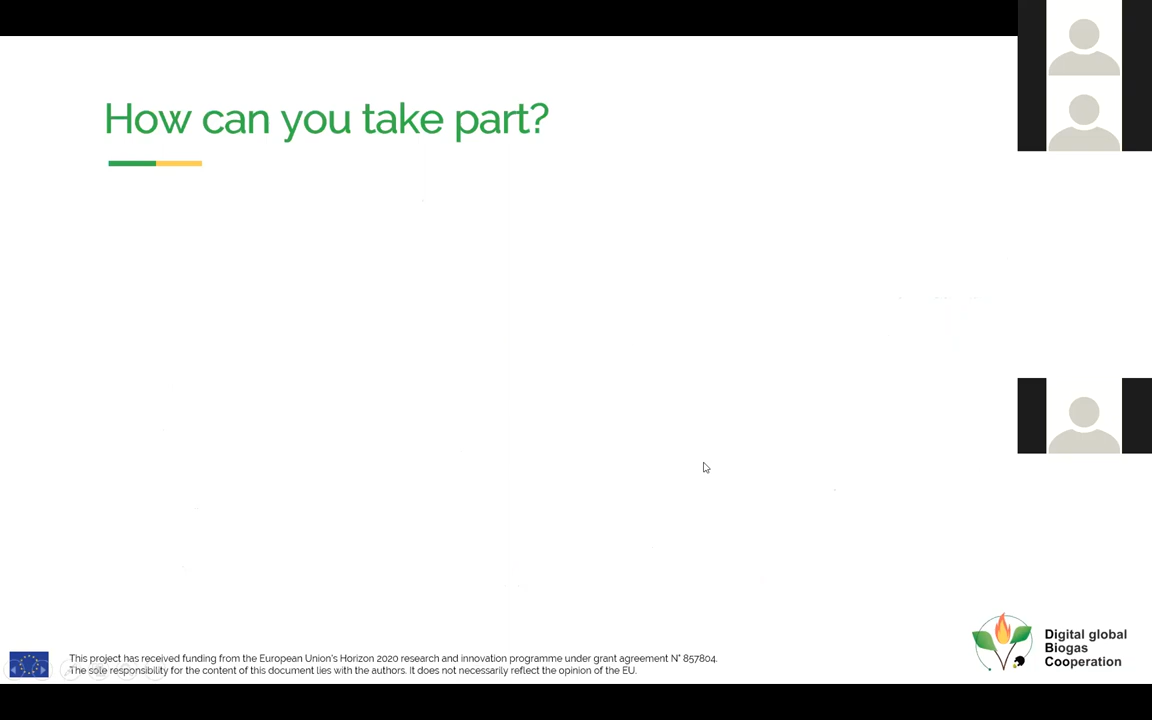 How can you take part?
This project has received funding from the European Union's Horizon 2020 research and innovation programme under grant agreement N° 857804.
The sole responsibility for the content of this document lies with the authors. It does not necessarily reflect the opinion of the EU.
Digital global
Biogas
Cooperation